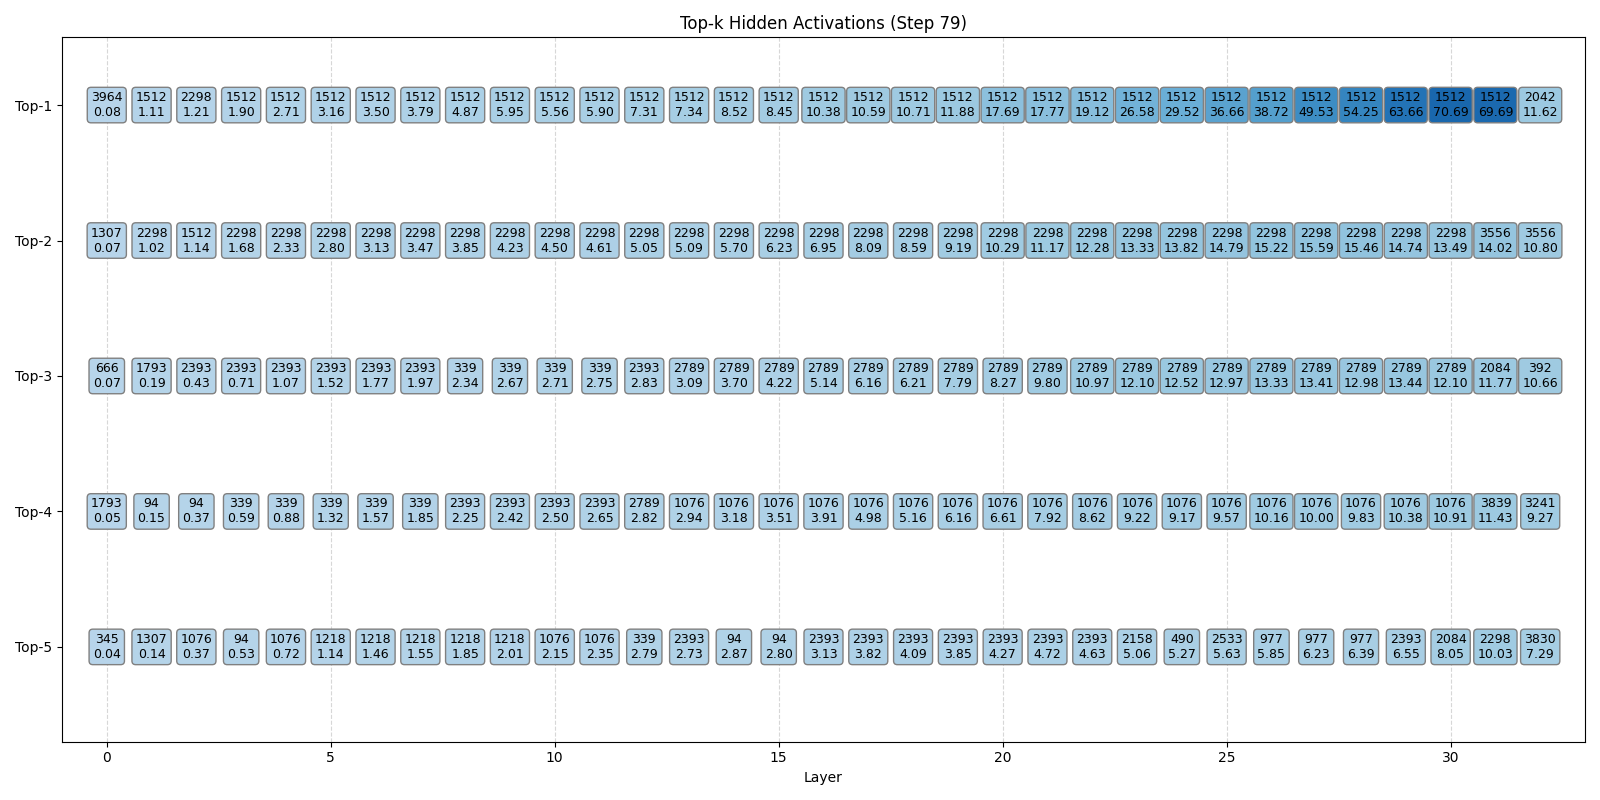 Top-k Hidden Activations (Step 79)
Top-1
3964 1512 2298 1512 1512 1512 1512 1512 1512 1512 1512 1512 1512 1512 1512 1512 1512 1512 1512 1512 1512 1512 1512 1512 1512 1512 1512 1512 1512 1512 1512 1512 2042
0.08 1.11 1.21 1.90 2.71 3.16 3.50 3.79 4.87 5.95 5.56 5.90 7.31 7.34 8.52 8.45 10.38 10.59 10.71 11.88 17.69 17.77 19.12 26.58 29.52 36.66 38.72 49.53 54.25 63.66 70.69 69.69 11.62
Top-2
1307 2298 1512 2298 2298 2298 2298 2298 2298 2298 2298 2298 2298 2298 2298 2298 2298 2298 2298 2298 2298 2298 2298 2298 2298 2298 2298 2298 2298 2298 2298 3556 3556
0.07 1.02 1.14 1.68 2.33 2.80 3.13 3.47 3.85 4.23 4.50 4.61 5.05 5.09 5.70 6.23 6.95 8.09 8.59 9.19 10.29 11.17 12.28 13.33 13.82 14.79 15.22 15.59 15.46 14.74 13.49 14.02 10.80
Top-3
666 1793 2393 2393 2393 2393 2393 2393 339 339 339 339 2393 2789 2789 2789 2789 2789 2789 2789 2789 2789 2789 2789 2789 2789 2789 2789 2789 2789 2789 2084 392
0.07 0.19 0.43 0.71 1.07 1.52 1.77 1.97 2.34 2.67 2.71 2.75 2.83 3.09 3.70 4.22 5.14 6.16 6.21 7.79 8.27 9.80 10.97 12.10 12.52 12.97 13.33 13.41 12.98 13.44 12.10 11.77 10.66
Top-4
1793 94 94 339 339 339 339 339 2393 2393 2393 2393 2789 1076 1076 1076 1076 1076 1076 1076 1076 1076 1076 1076 1076 1076 1076 1076 1076 1076 1076 3839 3241
0.05 0.15 0.37 0.59 0.88 1.32 1.57 1.85 2.25 2.42 2.50 2.65 2.82 2.94 3.18 3.51 3.91 4.98 5.16 6.16 6.61 7.92 8.62 9.22 9.17 9.57 10.16 10.00 9.83 10.38 10.91 11.43 9.27
Top-5
345 1307 1076 94 1076 1218 1218 1218 1218 1218 1076 1076 339 2393 94 94 2393 2393 2393 2393 2393 2393 2393 2158 490 2533 977 977 977 2393 2084 2298 3830
0.04 0.14 0.37 0.53 0.72 1.14 1.46 1.55 1.85 2.01 2.15 2.35 2.79 2.73 2.87 2.80 3.13 3.82 4.09 3.85 4.27 4.72 4.63 5.06 5.27 5.63 5.85 6.23 6.39 6.55 8.05 10.03 7.29
0 5 10 15 20 25 30
Layer